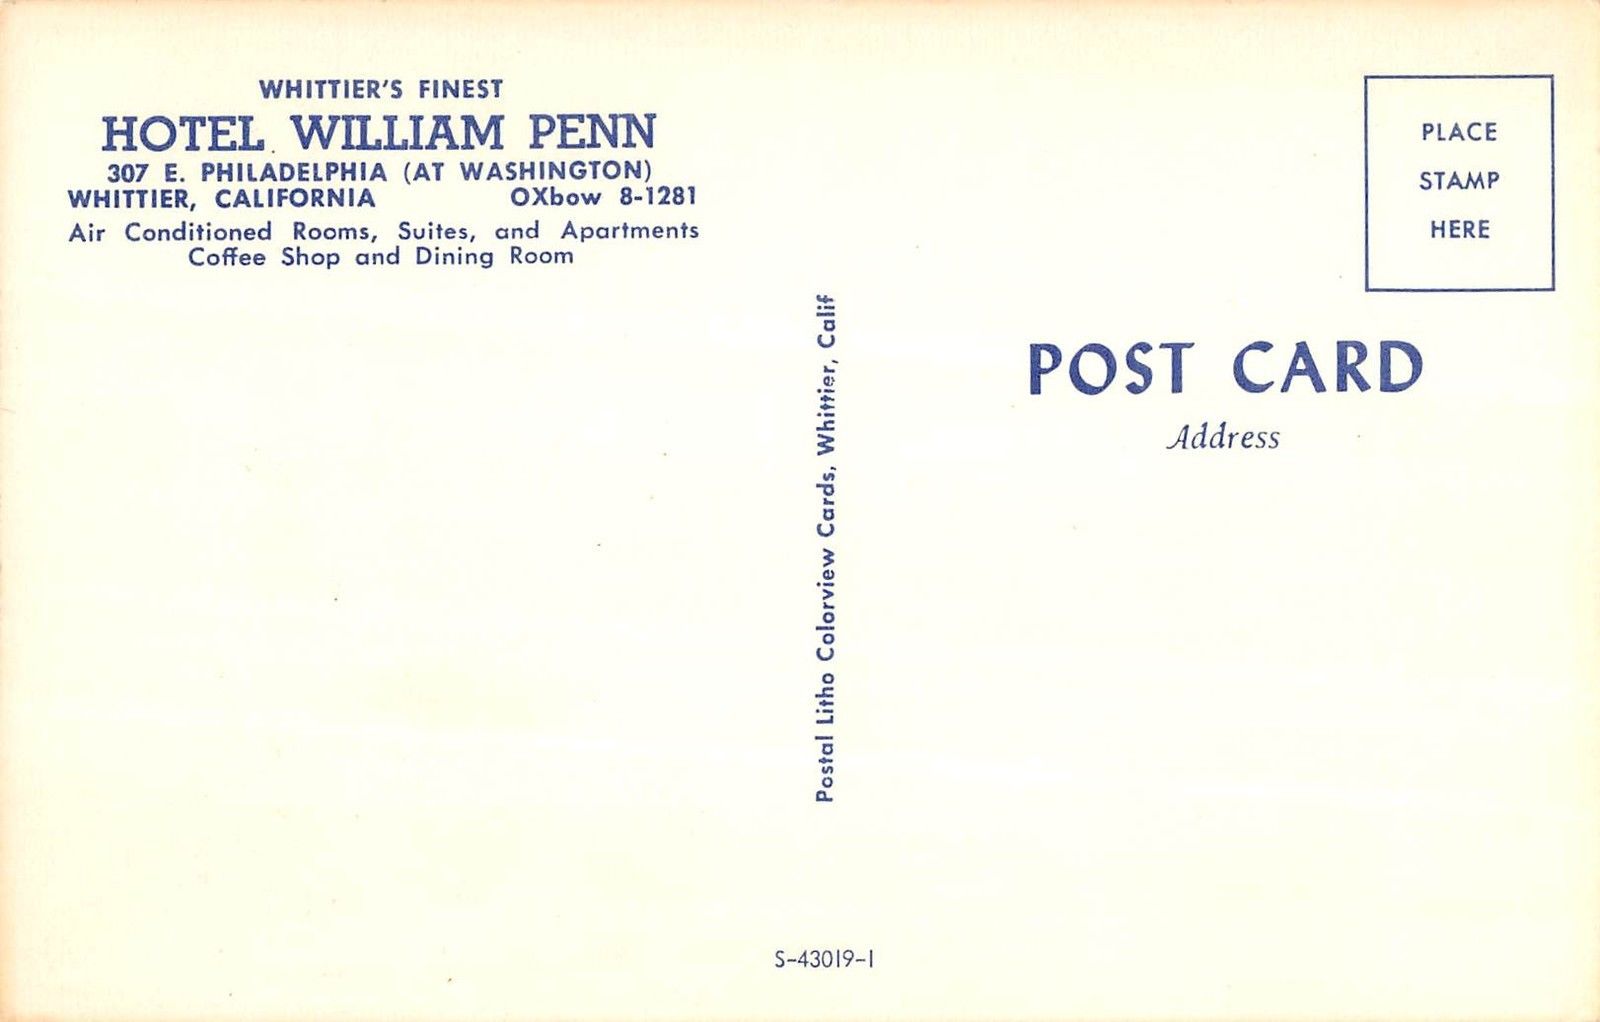 WHITTIER'S FINEST
HOTEL WILLIAM PENN
307 E. PHILADELPHIA (AT WASHINGTON)
WHITTIER, CALIFORNIA OXbow 8-1281
Air Conditioned Rooms, Suites, and Apartments
Coffee Shop and Dining Room
Postal Litho Colorview Cards, Whittier, Calif
PLACE
STAMP
HERE
POST CARD
Address
S-43019-1